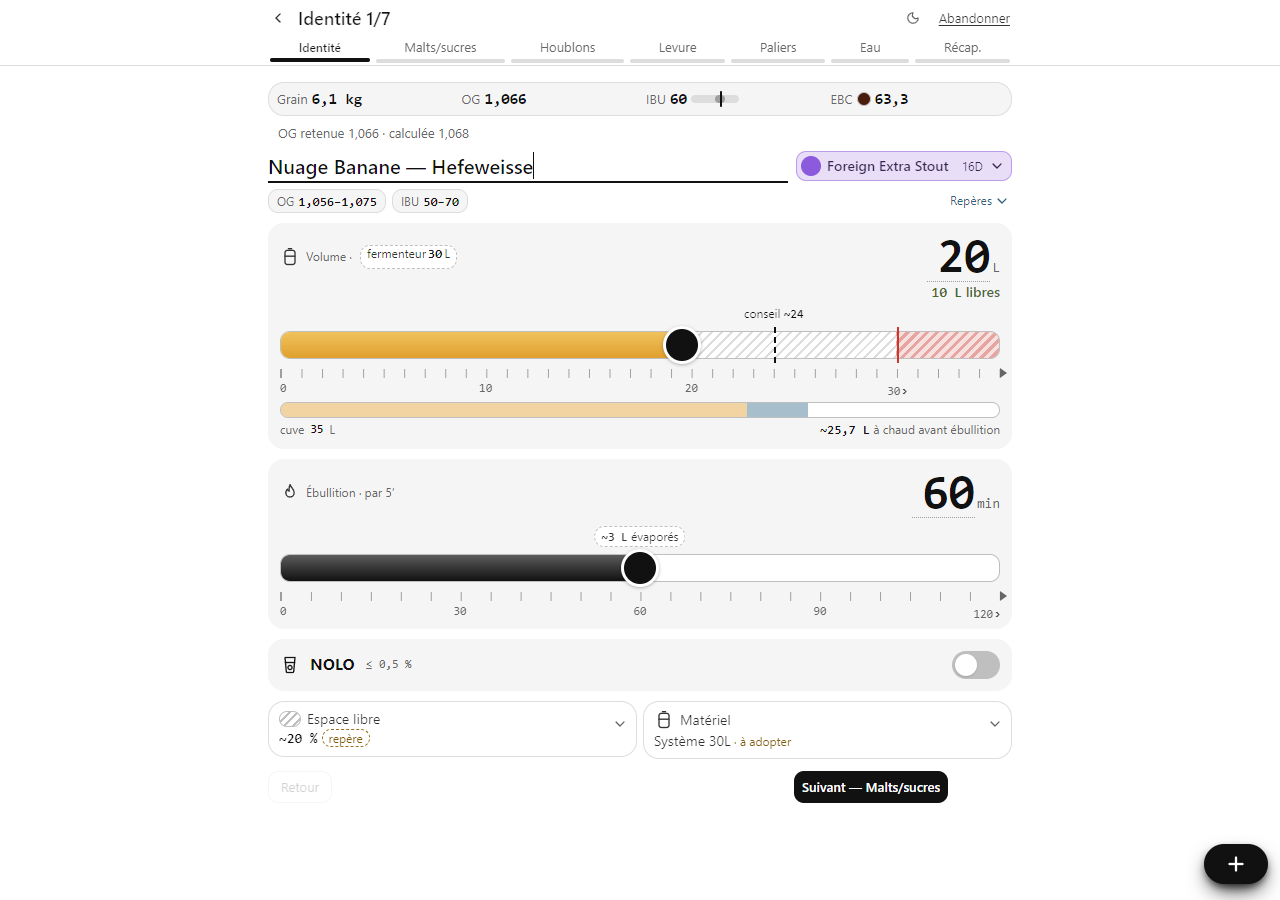 Identité 1/7
Abandonner
Identité Malts/sucres Houblons Levure Paliers Eau Récap.
Grain 6,1 kg OG 1,066 IBU 60 EBC 63,3
OG retenue 1,066 · calculée 1,068
Nuage Banane — Hefeweisse
Foreign Extra Stout 16D
OG 1,056–1,075 IBU 50–70
Repères
Volume · fermenteur 30 L
20 L
10 L libres
conseil ~24
0 10 20 30›
cuve 35 L
~25,7 L à chaud avant ébullition
Ébullition · par 5′
60 min
~3 L évaporés
0 30 60 90 120›
NOLO ≤ 0,5 %
Espace libre
~20 % repère
Matériel
Système 30L · à adopter
Retour
Suivant — Malts/sucres